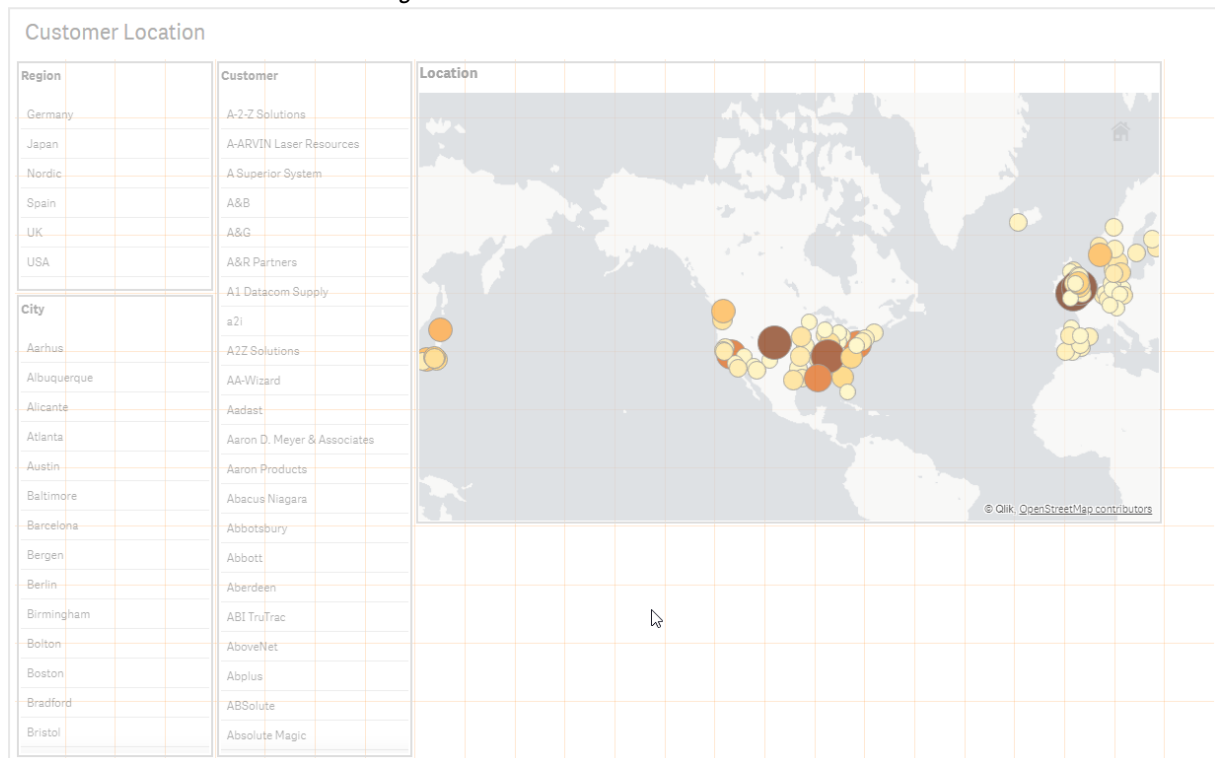 Customer Location
Region
Germany
Japan
Nordic
Spain
UK
USA
City
Aarhus
Albuquerque
Alicante
Atlanta
Austin
Baltimore
Barcelona
Bergen
Berlin
Birmingham
Bolton
Boston
Bradford
Bristol
Customer
A-2-Z Solutions
A-ARVIN Laser Resources
A Superior System
A&B
A&G
A&R Partners
A1 Datacom Supply
a2i
A2Z Solutions
AA-Wizard
Aadast
Aaron D. Meyer & Associates
Aaron Products
Abacus Niagara
Abbotsbury
Abbott
Aberdeen
ABI TruTrac
AboveNet
Abplus
ABSolute
Absolute Magic
Location
© Qlik, OpenStreetMap contributors